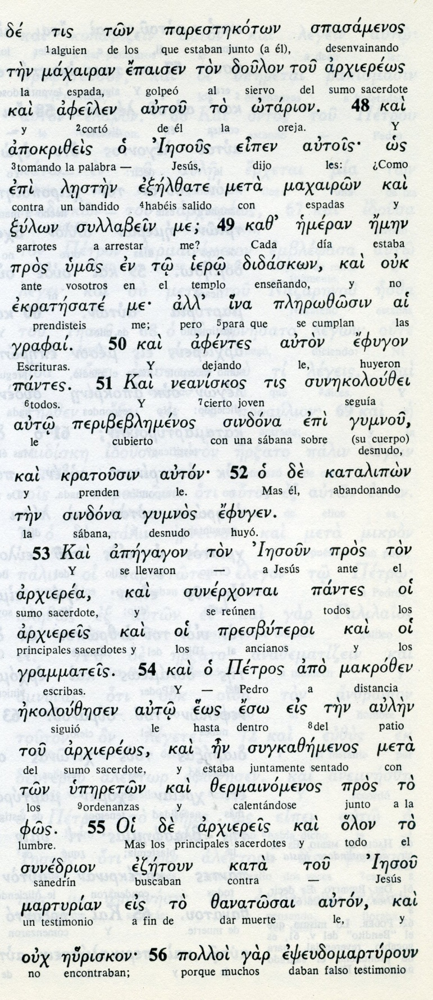 δέ τις τῶν παρεστηκότων σπασάμενος
1alguien de los que estaban junto (a él), desenvainando
τὴν μάχαιραν ἔπαισεν τὸν δοῦλον τοῦ ἀρχιερέως
la espada, golpeó al siervo del sumo sacerdote
καὶ ἀφεῖλεν αὐτοῦ τὸ ὠτάριον. 48 καὶ
y 2cortó de él la oreja. Y
ἀποκριθεὶς ὁ Ἰησοῦς εἶπεν αὐτοῖς· ὡς
3tomando la palabra — Jesús, dijo les: ¿Como
ἐπὶ λῃστὴν ἐξήλθατε μετὰ μαχαιρῶν καὶ
contra un bandido 4habéis salido con espadas y
ξύλων συλλαβεῖν με; 49 καθ' ἡμέραν ἤμην
garrotes a arrestar me? Cada día estaba
πρὸς ὑμᾶς ἐν τῷ ἱερῷ διδάσκων, καὶ οὐκ
ante vosotros en el templo enseñando, y no
ἐκρατήσατέ με· ἀλλ' ἵνα πληρωθῶσιν αἱ
prendisteis me; pero 5para que se cumplan las
γραφαί. 50 καὶ ἀφέντες αὐτὸν ἔφυγον
Escrituras. Y dejando le, huyeron
πάντες. 51 Καὶ νεανίσκος τις συνηκολούθει
6todos. Y 7cierto joven seguía
αὐτῷ περιβεβλημένος σινδόνα ἐπὶ γυμνοῦ,
le cubierto con una sábana sobre (su cuerpo)
desnudo,
καὶ κρατοῦσιν αὐτόν· 52 ὁ δὲ καταλιπὼν
y prenden le. Mas él, abandonando
τὴν σινδόνα γυμνὸς ἔφυγεν.
la sábana, desnudo huyó.
53 Καὶ ἀπήγαγον τὸν Ἰησοῦν πρὸς τὸν
Y se llevaron — a Jesús ante el
ἀρχιερέα, καὶ συνέρχονται πάντες οἱ
sumo sacerdote, y se reúnen todos los
ἀρχιερεῖς καὶ οἱ πρεσβύτεροι καὶ οἱ
principales sacerdotes y los ancianos y los
γραμματεῖς. 54 καὶ ὁ Πέτρος ἀπὸ μακρόθεν
escribas. Y — Pedro a distancia
ἠκολούθησεν αὐτῷ ἕως ἔσω εἰς τὴν αὐλὴν
siguió le hasta dentro 8del patio
τοῦ ἀρχιερέως, καὶ ἦν συγκαθήμενος μετὰ
del sumo sacerdote, y estaba juntamente sentado con
τῶν ὑπηρετῶν καὶ θερμαινόμενος πρὸς τὸ
los 9ordenanzas y calentándose junto a la
φῶς. 55 Οἱ δὲ ἀρχιερεῖς καὶ ὅλον τὸ
lumbre. Mas los principales sacerdotes y todo el
συνέδριον ἐζήτουν κατὰ τοῦ Ἰησοῦ
sanedrín buscaban contra — Jesús
μαρτυρίαν εἰς τὸ θανατῶσαι αὐτόν, καὶ
un testimonio a fin de dar muerte le, y
οὐχ ηὕρισκον· 56 πολλοὶ γὰρ ἐψευδομαρτύρουν
no encontraban; porque muchos daban falso testimonio